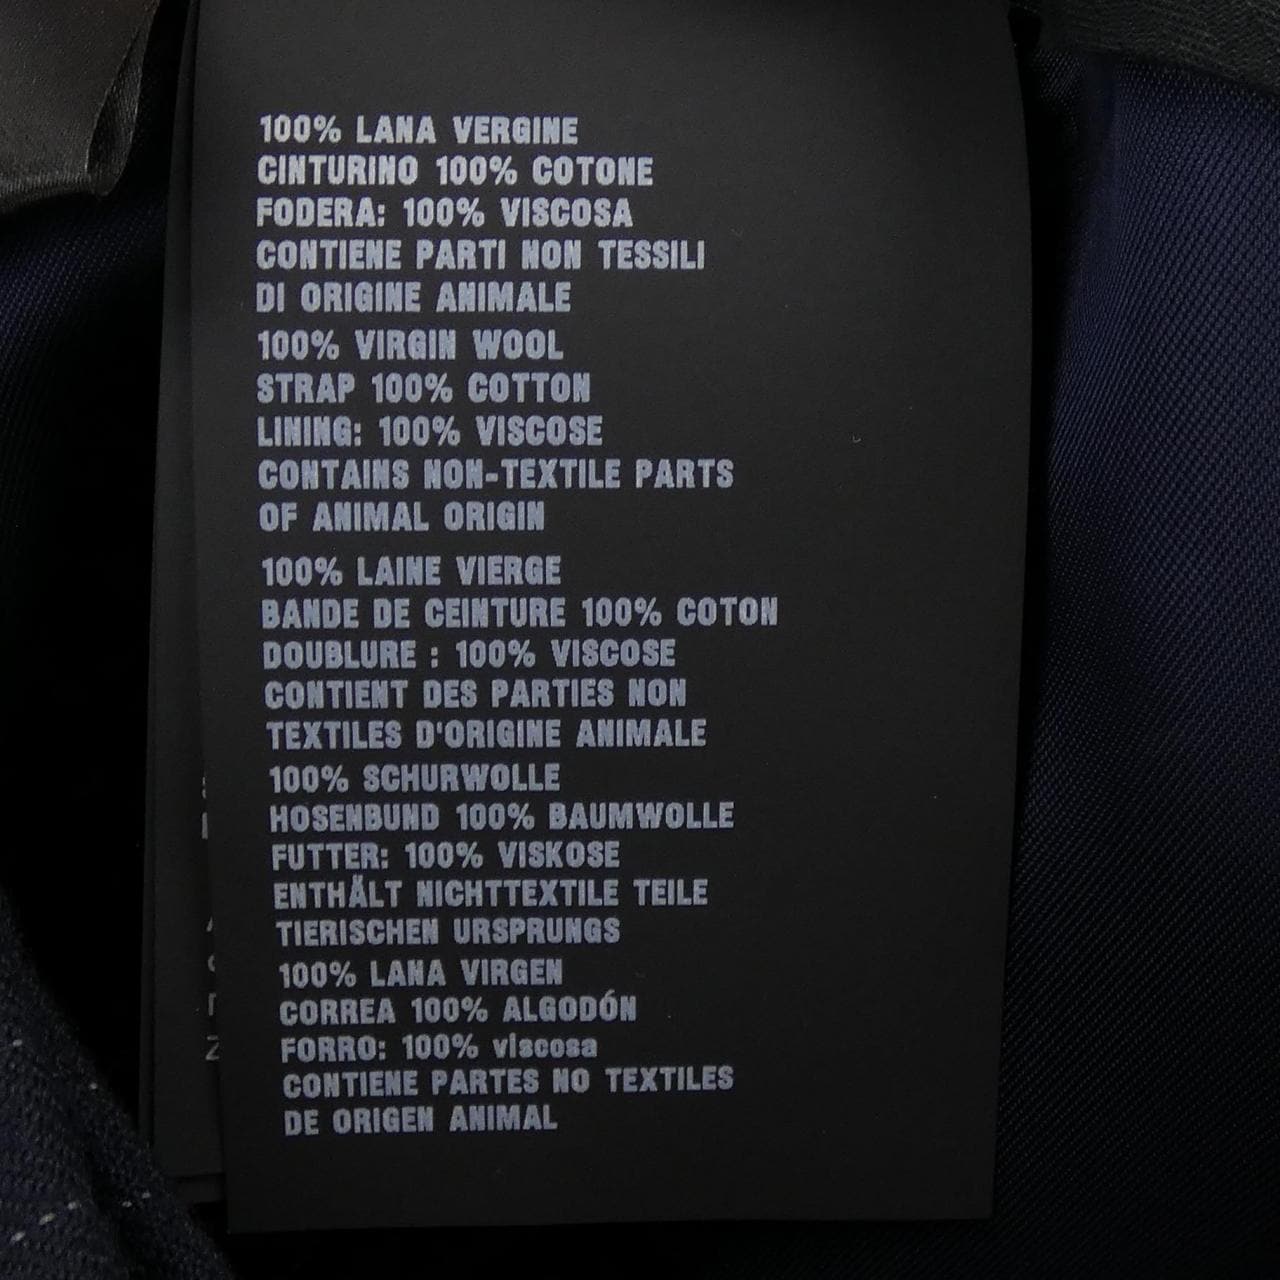 100% LANA VERGINE
CINTURINO 100% COTONE
FODERA: 100% VISCOSA
CONTIENE PARTI NON TESSILI
DI ORIGINE ANIMALE
100% VIRGIN WOOL
STRAP 100% COTTON
LINING: 100% VISCOSE
CONTAINS NON-TEXTILE PARTS
OF ANIMAL ORIGIN
100% LAINE VIERGE
BANDE DE CEINTURE 100% COTON
DOUBLURE : 100% VISCOSE
CONTIENT DES PARTIES NON
TEXTILES D'ORIGINE ANIMALE
100% SCHURWOLLE
HOSENBUND 100% BAUMWOLLE
FUTTER: 100% VISKOSE
ENTHÄLT NICHTTEXTILE TEILE
TIERISCHEN URSPRUNGS
100% LANA VIRGEN
CORREA 100% ALGODÓN
FORRO: 100% viscosa
CONTIENE PARTES NO TEXTILES
DE ORIGEN ANIMAL